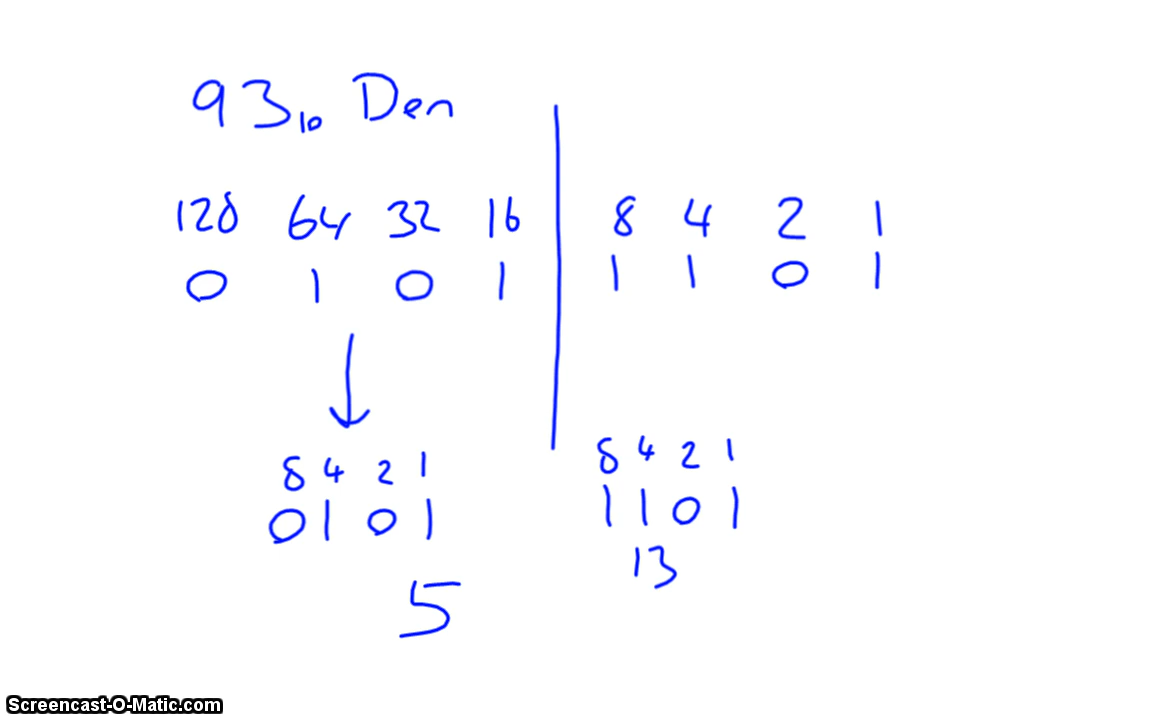 93₁₀ Den
128 64 32 16 8 4 2 1
0 1 0 1 1 1 0 1
8 4 2 1 8 4 2 1
0 1 0 1 1 1 0 1
13
5
Screencast-O-Matic.com